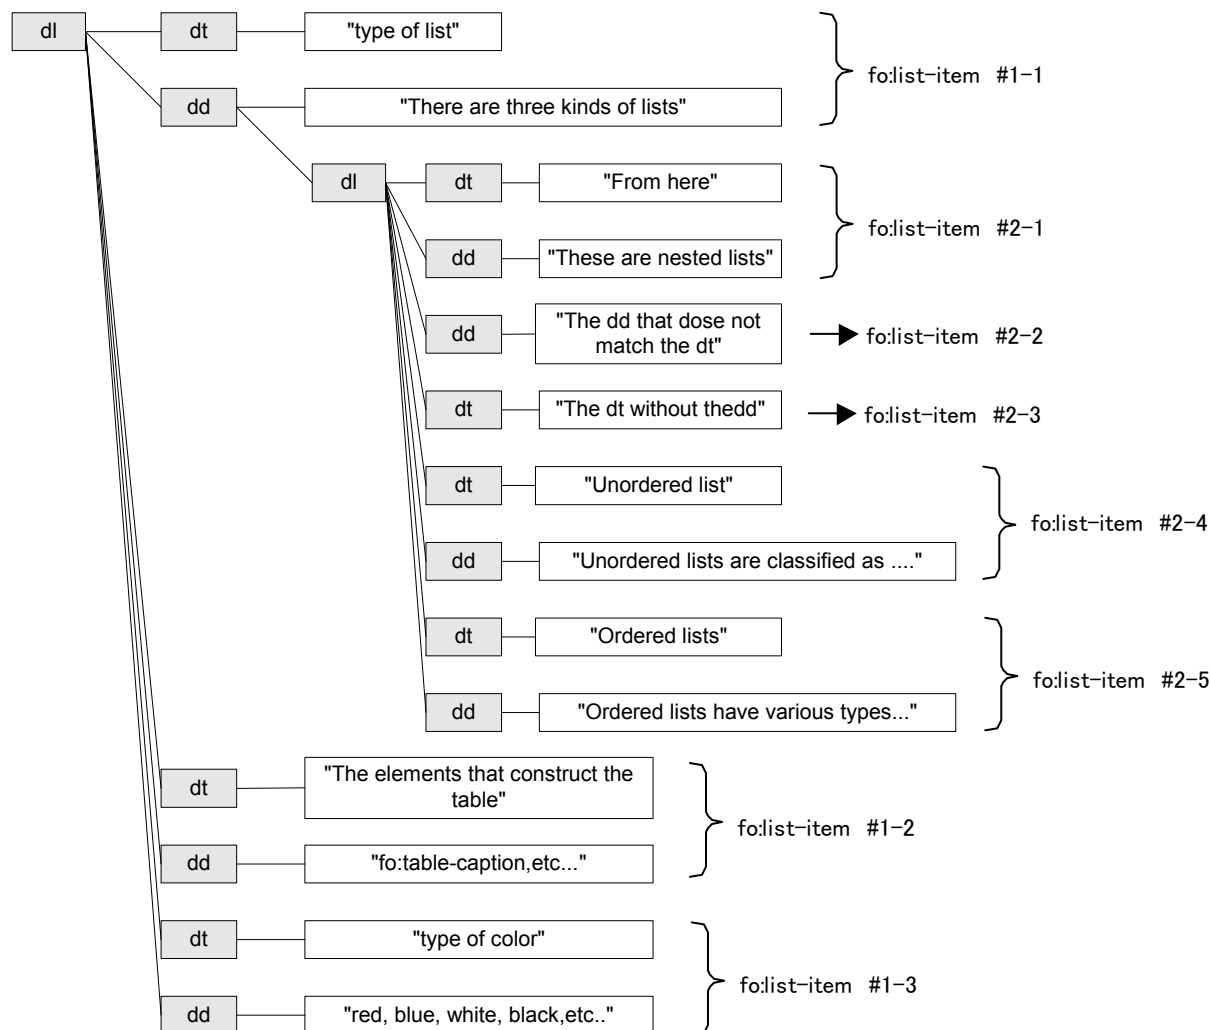 dl
dt
"type of list"
fo:list-item #1-1
dd
"There are three kinds of lists"
dl
dt
"From here"
fo:list-item #2-1
dd
"These are nested lists"
dd
"The dd that dose not
match the dt"
fo:list-item #2-2
dt
"The dt without thedd"
fo:list-item #2-3
dt
"Unordered list"
fo:list-item #2-4
dd
"Unordered lists are classified as ...."
dt
"Ordered lists"
fo:list-item #2-5
dd
"Ordered lists have various types..."
dt
"The elements that construct the
table"
fo:list-item #1-2
dd
"fo:table-caption,etc..."
dt
"type of color"
fo:list-item #1-3
dd
"red, blue, white, black,etc.."